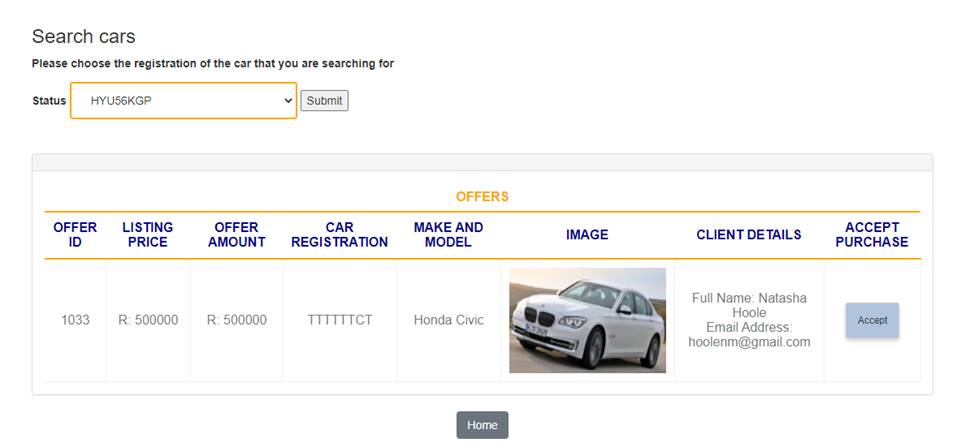 Search cars
Please choose the registration of the car that you are searching for
Status HYU56KGP Submit
OFFERS
OFFER ID LISTING PRICE OFFER AMOUNT CAR REGISTRATION MAKE AND MODEL IMAGE CLIENT DETAILS ACCEPT PURCHASE
1033 R: 500000 R: 500000 TTTTTTCT Honda Civic Full Name: Natasha Hoole Email Address: hoolenm@gmail.com Accept
Home